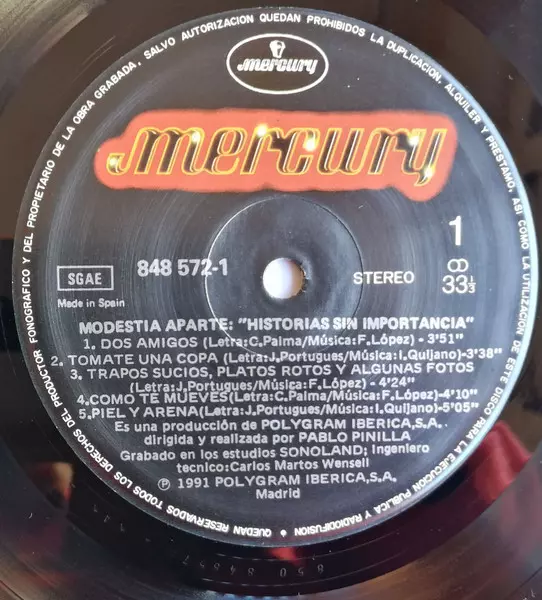 QUEDAN RESERVADOS TODOS LOS DERECHOS DEL PRODUCTOR FONOGRAFICO Y DEL PROPIETARIO DE LA OBRA GRABADA. SALVO AUTORIZACION QUEDAN PROHIBIDOS LA DUPLICACION, ALQUILER Y PRESTAMO, ASI COMO LA UTILIZACION DE ESTE DISCO PARA LA EJECUCION PUBLICA Y RADIODIFUSION
mercury
mercury
1
SGAE
848 572-1
STEREO
33⅓
Made in Spain
MODESTIA APARTE: "HISTORIAS SIN IMPORTANCIA"
1. DOS AMIGOS (Letra:C.Palma/Música:F.López) - 3'51"
2. TOMATE UNA COPA (Letra:J.Portugues/Música:I.Quijano)-3'38"
3. TRAPOS SUCIOS, PLATOS ROTOS Y ALGUNAS FOTOS
(Letra:J.Portugues/Música:F.López) - 4'24"
4.COMO TE MUEVES(Letra:C.Palma/Música:F.López)-4'10"
5.PIEL Y ARENA(Letra:J.Portugues/Música:I.Quijano)-5'05"
Es una producción de POLYGRAM IBERICA,S.A.
dirigida y realizada por PABLO PINILLA
Grabado en los estudios SONOLAND; Ingeniero
tecnico:Carlos Martos Wensell
℗ 1991 POLYGRAM IBERICA,S.A.
Madrid